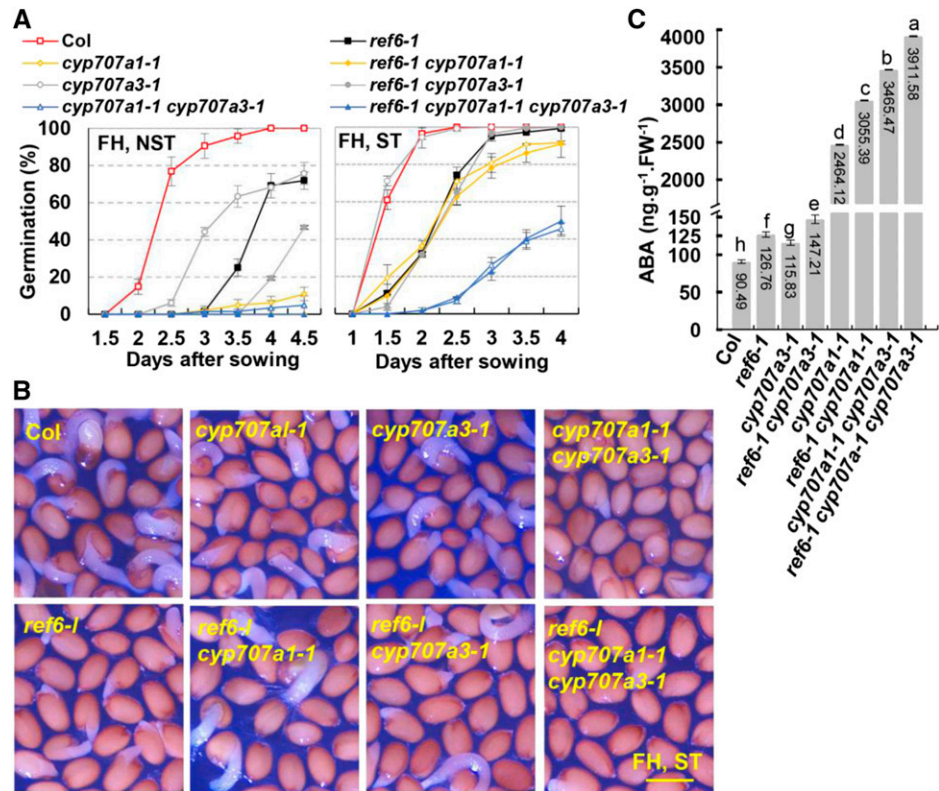 A
Col
cyp707a1-1
cyp707a3-1
cyp707a1-1 cyp707a3-1
ref6-1
ref6-1 cyp707a1-1
ref6-1 cyp707a3-1
ref6-1 cyp707a1-1 cyp707a3-1
Germination (%)
100
80
60
40
20
0
FH, NST
1.5 2 2.5 3 3.5 4 4.5
Days after sowing
FH, ST
1 1.5 2 2.5 3 3.5 4
Days after sowing
C
ABA (ng.g⁻¹.FW⁻¹)
4000
3500
3000
2500
2000
150
125
100
50
0
h
90.49
f
126.76
g
115.83
e
147.21
d
2464.12
c
3055.39
b
3465.47
a
3911.58
Col
ref6-1
cyp707a3-1
ref6-1 cyp707a3-1
cyp707a1-1
ref6-1 cyp707a1-1
cyp707a1-1 cyp707a3-1
ref6-1 cyp707a-1 cyp707a3-1
B
Col
cyp707al-1
cyp707a3-1
cyp707a1-1
cyp707a3-1
ref6-l
ref6-l
cyp707a1-1
ref6-l
cyp707a3-1
ref6-l
cyp707a1-1
cyp707a3-1
FH, ST